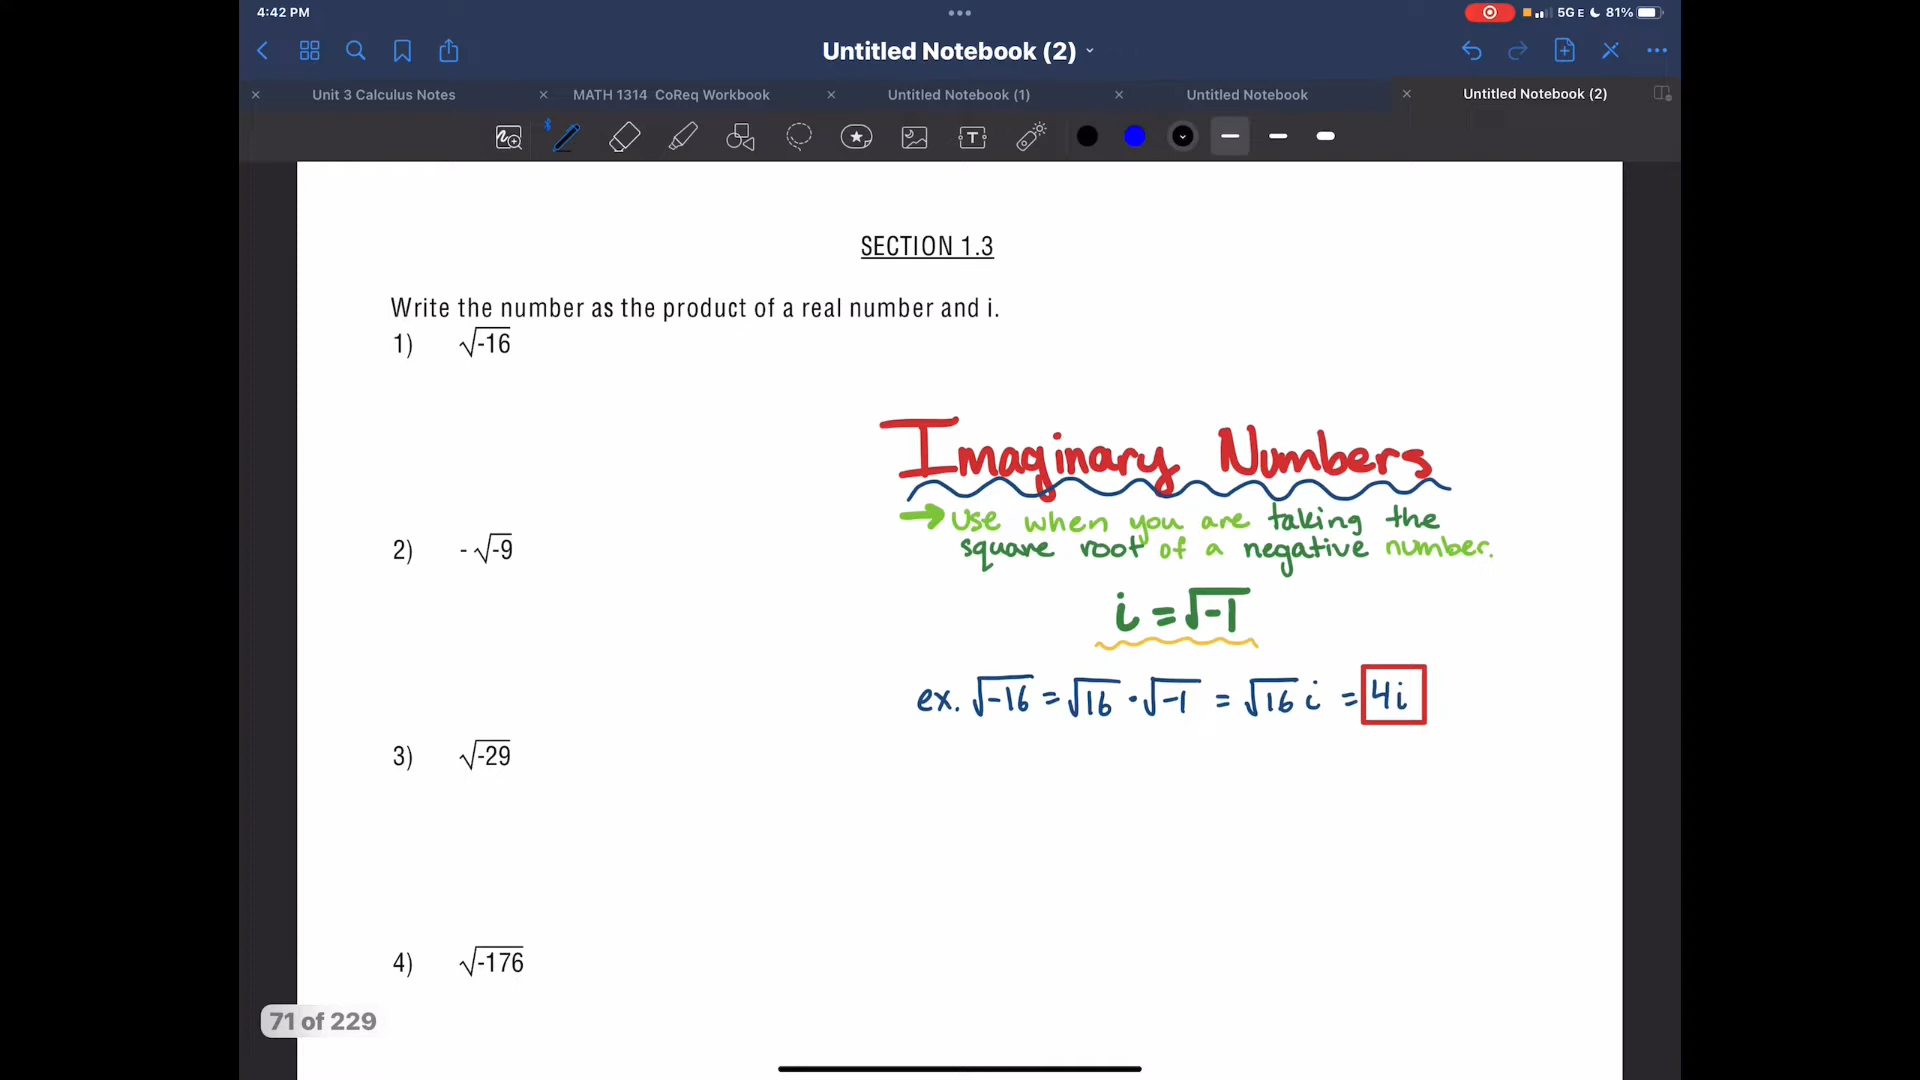 4:42 PM
5G E 81%
Untitled Notebook (2)
Unit 3 Calculus Notes
MATH 1314 CoReq Workbook
Untitled Notebook (1)
Untitled Notebook
Untitled Notebook (2)
T
SECTION 1.3
Write the number as the product of a real number and i.
1) √-16
Imaginary Numbers
→ Use when you are taking the
square root of a negative number.
2) - √-9
i = √-1
ex. √-16 = √16 · √-1 = √16 i = 4i
3) √-29
4) √-176
71 of 229